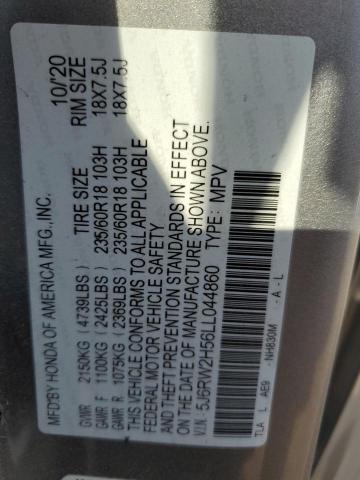 MFD.BY HONDA OF AMERICA MFG., INC. 10/20
TIRE SIZE RIM SIZE
GVWR 2150KG (4739LBS)
GAWR F 1100KG (2425LBS) 235/60R18 103H 18X7.5J
GAWR R 1075KG (2369LBS) 235/60R18 103H 18X7.5J
THIS VEHICLE CONFORMS TO ALL APPLICABLE
FEDERAL MOTOR VEHICLE SAFETY
AND THEFT PREVENTION STANDARDS IN EFFECT
ON THE DATE OF MANUFACTURE SHOWN ABOVE.
V.I.N. 5J6RW2H56LL044860 TYPE: MPV
TLA L AE9 NH830M - A - L